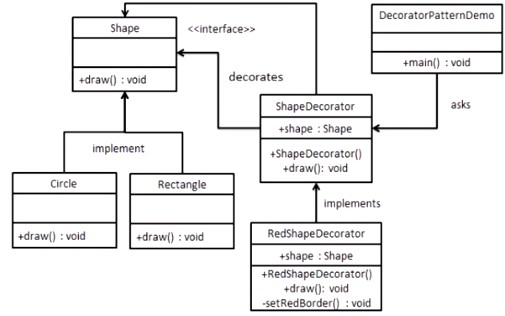 Shape
+draw() : void
<<interface>>
decorates
DecoratorPatternDemo
+main() : void
asks
ShapeDecorator
+shape : Shape
+ShapeDecorator()
+draw(): void
implement
Circle
+draw() : void
Rectangle
+draw() : void
implements
RedShapeDecorator
+shape : Shape
+RedShapeDecorator()
+draw(): void
-setRedBorder() : void